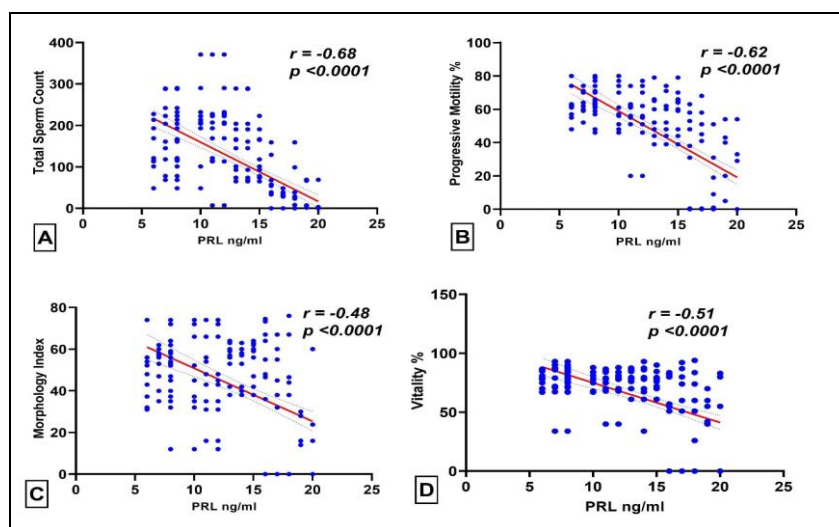 r = -0.68
p <0.0001
Total Sperm Count
400
300
200
100
0
0 5 10 15 20 25
PRL ng/ml
A
r = -0.62
p <0.0001
Progressive Motility %
100
80
60
40
20
0
0 5 10 15 20 25
PRL ng/ml
B
r = -0.48
p <0.0001
Morphology Index
80
60
40
20
0
0 5 10 15 20 25
PRL ng/ml
C
r = -0.51
p <0.0001
Vitality %
150
100
50
0
0 5 10 15 20 25
PRL ng/ml
D